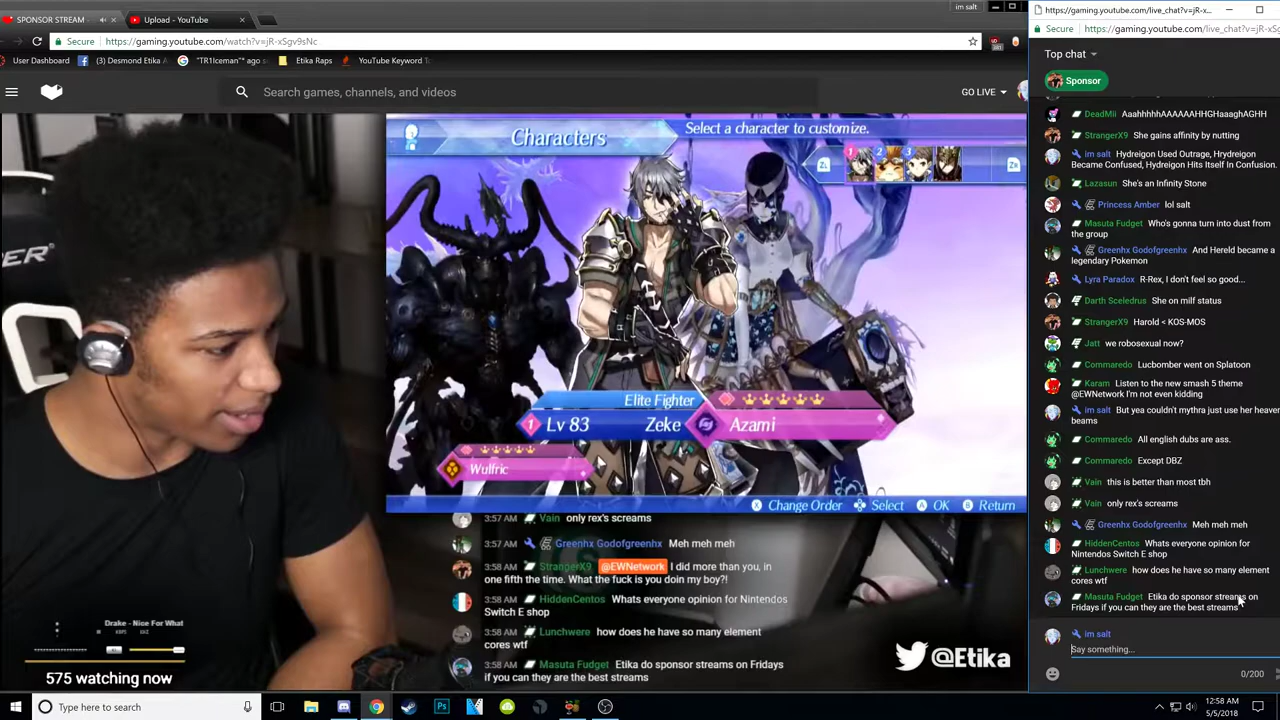 SPONSOR STREAM
Upload - YouTube
im salt
Secure
https://gaming.youtube.com/watch?v=jR-xSgv9sNc
User Dashboard
(3) Desmond Etika A
"TR1Iceman"* ago s
Etika Raps
YouTube Keyword To
Search games, channels, and videos
GO LIVE
Characters
Select a character to customize.
ZL
1
2
3
ZR
Elite Fighter
1 Lv 83 Zeke
Azami
Wulfric
X Change Order
Select
A OK
B Return
3:57 AM Vain only rex's screams
3:57 AM Greenhx Godofgreenhx Meh meh meh
3:58 AM StrangerX9 @EWNetwork I did more than you, in
one fifth the time. What the fuck is you doin my boy?!
3:58 AM HiddenCentos Whats everyone opinion for Nintendos
Switch E shop
3:58 AM Lunchwere how does he have so many element
cores wtf
3:58 AM Masuta Fudget Etika do sponsor streams on Fridays
if you can they are the best streams
Drake - Nice For What
575 watching now
@Etika
https://gaming.youtube.com/live_chat?v=jR-x...
Secure
https://gaming.youtube.com/live_chat?v=jR-xSg
Top chat
Sponsor
DeadMii AaahhhhhAAAAAAHHGHaaaghAGHH
StrangerX9 She gains affinity by nutting
im salt Hydreigon Used Outrage, Hrydreigon
Became Confused, Hydreigon Hits Itself In Confusion.
Lazasun She's an Infinity Stone
Princess Amber lol salt
Masuta Fudget Who's gonna turn into dust from
the group
Greenhx Godofgreenhx And Hereld became a
legendary Pokemon
Lyra Paradox R-Rex, I don't feel so good...
Darth Sceledrus She on milf status
StrangerX9 Harold < KOS-MOS
Jatt we robosexual now?
Commaredo Lucbomber went on Splatoon
Karam Listen to the new smash 5 theme
@EWNetwork I'm not even kidding
im salt But yea couldn't mythra just use her heave
beams
Commaredo All english dubs are ass.
Commaredo Except DBZ
Vain this is better than most tbh
Vain only rex's screams
Greenhx Godofgreenhx Meh meh meh
HiddenCentos Whats everyone opinion for
Nintendos Switch E shop
Lunchwere how does he have so many element
cores wtf
Masuta Fudget Etika do sponsor streams on
Fridays if you can they are the best streams
im salt
Say something...
0/200
Type here to search
12:58 AM
5/5/2018